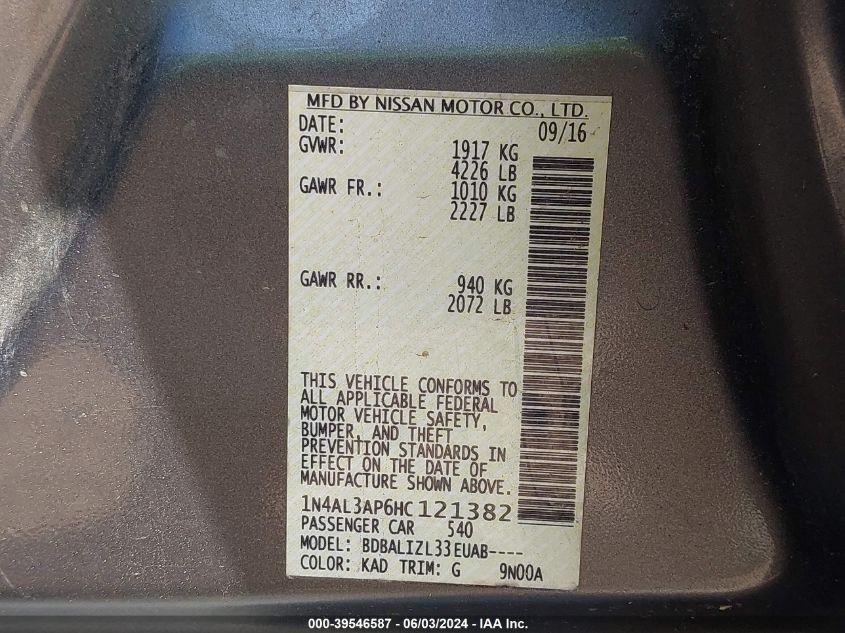 MFD BY NISSAN MOTOR CO., LTD.
DATE: 09/16
GVWR: 1917 KG
4226 LB
GAWR FR.: 1010 KG
2227 LB
GAWR RR.: 940 KG
2072 LB
THIS VEHICLE CONFORMS TO
ALL APPLICABLE FEDERAL
MOTOR VEHICLE SAFETY,
BUMPER, AND THEFT
PREVENTION STANDARDS IN
EFFECT ON THE DATE OF
MANUFACTURE SHOWN ABOVE.
1N4AL3AP6HC121382
PASSENGER CAR 540
MODEL: BDBALIZL33EUAB----
COLOR: KAD TRIM: G 9N00A
000-39546587 - 06/03/2024 - IAA Inc.